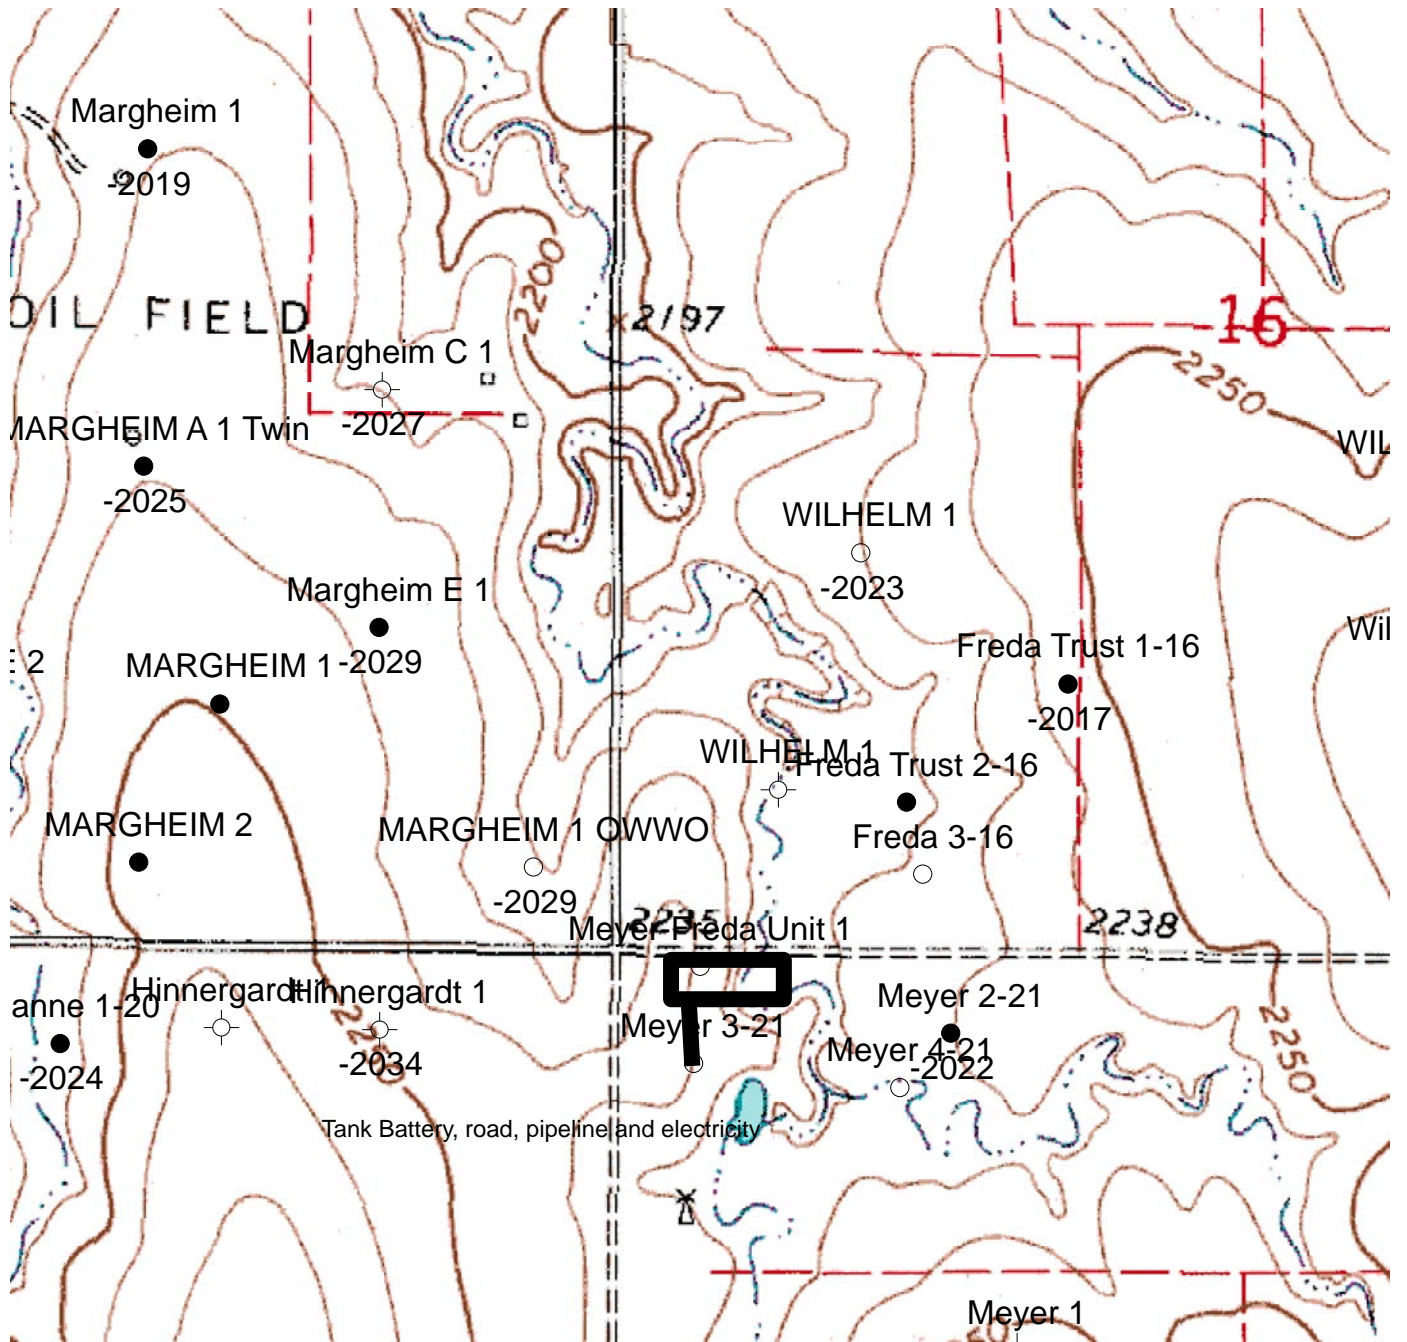 Margheim 1
-2019
OIL FIELD
2200
2197
16
Margheim C 1
-2027
2250
MARGHEIM A 1 Twin
-2025
WIL
WILHELM 1
-2023
Margheim E 1
-2029
Wil
Freda Trust 1-16
-2017
E 2
MARGHEIM 1
WILHELM 1
Freda Trust 2-16
MARGHEIM 2
MARGHEIM 1 OWWO
-2029
Freda 3-16
2235
2238
Meyer Freda Unit 1
anne 1-20
-2024
Hinnergardt 1
Hinnergardt 1
-2034
2250
Meyer 3-21
Meyer 2-21
-2022
Meyer 4-21
2250
Tank Battery, road, pipeline and electricity
Meyer 1